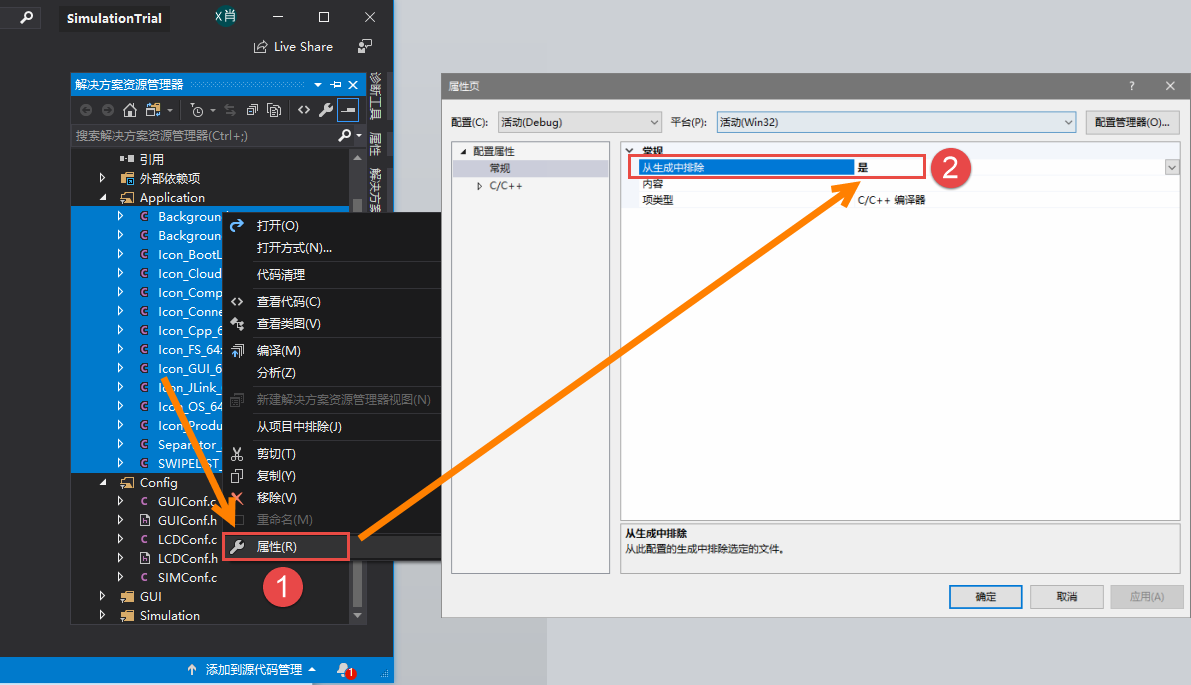 SimulationTrial
X肖
Live Share
解决方案资源管理器
搜索解决方案资源管理器(Ctrl+;)
引用
外部依赖项
Application
Backgroun
Backgroun
Icon_BootL
Icon_Cloud
Icon_Comp
Icon_Conne
Icon_Cpp_6
Icon_FS_64x
Icon_GUI_6
Icon_JLink_
Icon_OS_64
Icon_Produ
Separator_
SWIPELIST_
Config
GUIConf.c
GUIConf.h
LCDConf.c
LCDConf.h
SIMConf.c
GUI
Simulation
诊断工具
属性
解决方案
打开(O)
打开方式(N)...
代码清理
查看代码(C)
查看类图(V)
编译(M)
分析(Z)
新建解决方案资源管理器视图(N)
从项目中排除(J)
剪切(T)
复制(Y)
移除(V)
重命名(M)
属性(R)
1
添加到源代码管理
1
属性页
?
配置(C):
活动(Debug)
平台(P):
活动(Win32)
配置管理器(O)...
配置属性
常规
C/C++
常规
从生成中排除
是
2
内容
项类型
C/C++ 编译器
从生成中排除
从此配置的生成中排除选定的文件。
确定
取消
应用(A)